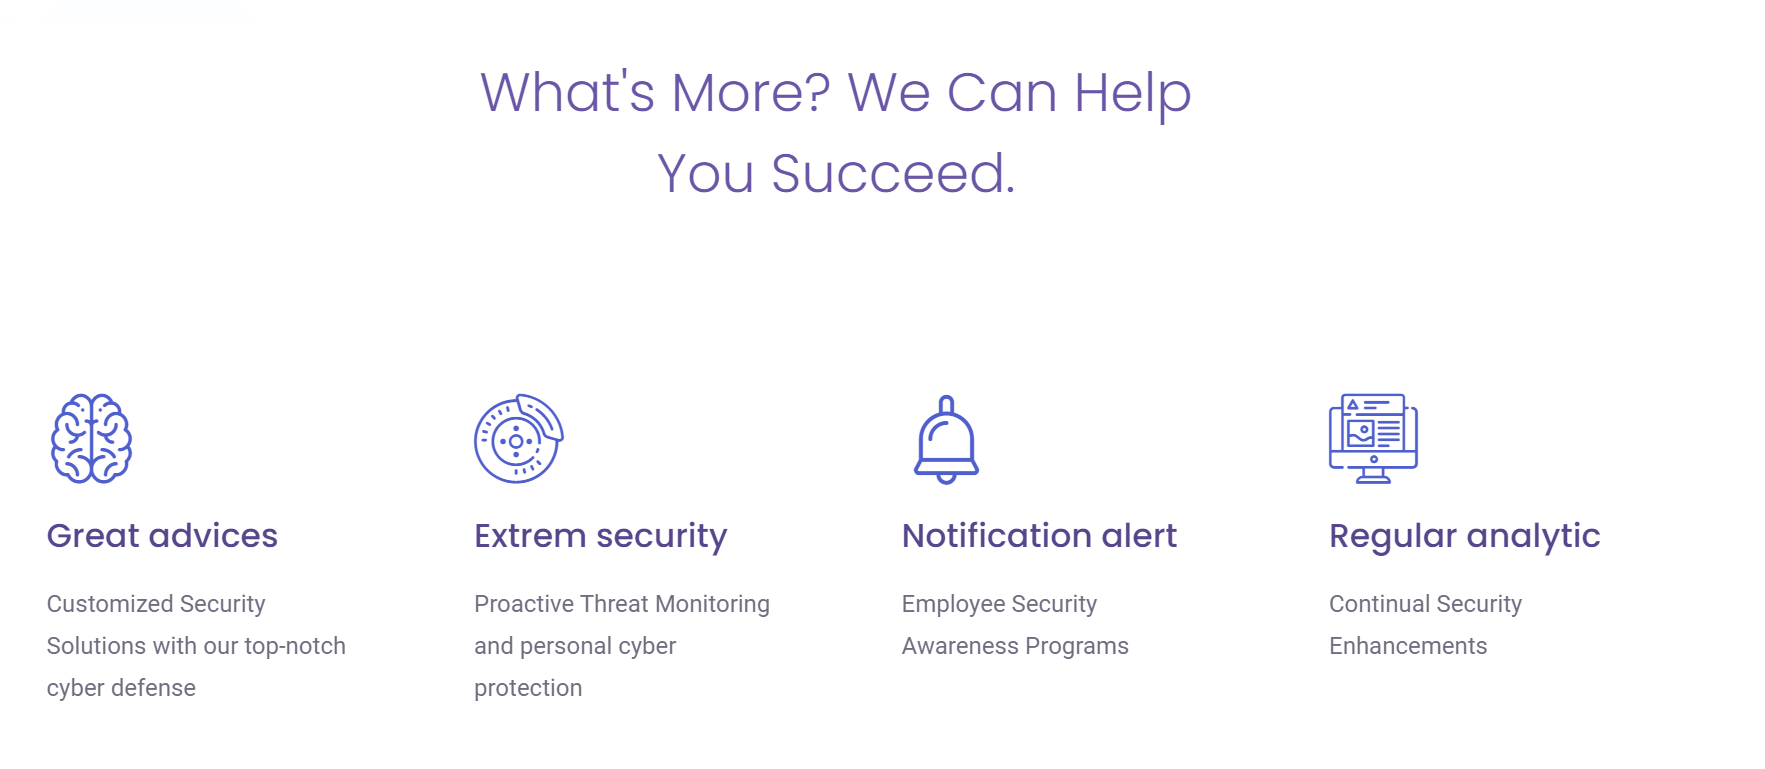 What's More? We Can Help
You Succeed.
Great advices
Customized Security
Solutions with our top-notch
cyber defense
Extrem security
Proactive Threat Monitoring
and personal cyber
protection
Notification alert
Employee Security
Awareness Programs
Regular analytic
Continual Security
Enhancements